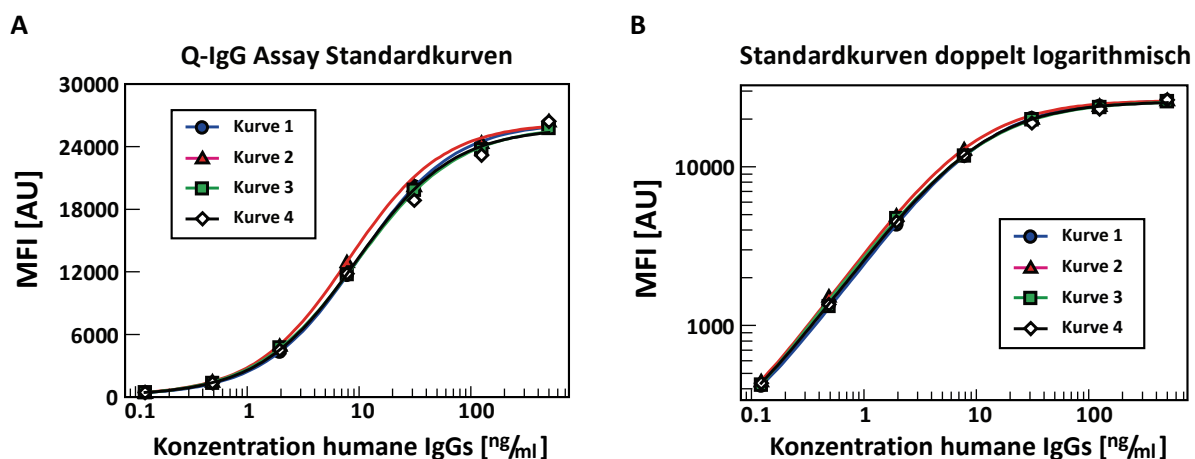 A
Q-IgG Assay Standardkurven
30000
24000
18000
12000
6000
0
MFI [AU]
Kurve 1
Kurve 2
Kurve 3
Kurve 4
0.1
1
10
100
Konzentration humane IgGs [ng/ml]
B
Standardkurven doppelt logarithmisch
10000
1000
MFI [AU]
Kurve 1
Kurve 2
Kurve 3
Kurve 4
0.1
1
10
100
Konzentration humane IgGs [ng/ml]